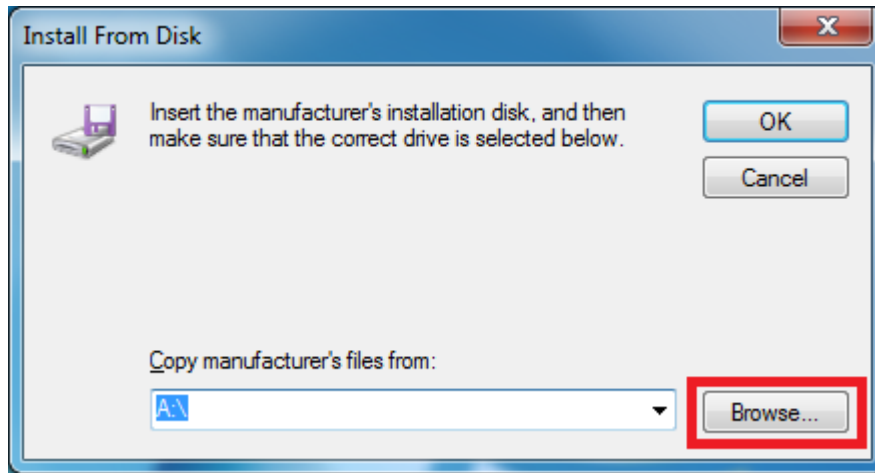 Install From Disk
Insert the manufacturer's installation disk, and then
make sure that the correct drive is selected below.
OK
Cancel
Copy manufacturer's files from:
A:\
Browse...